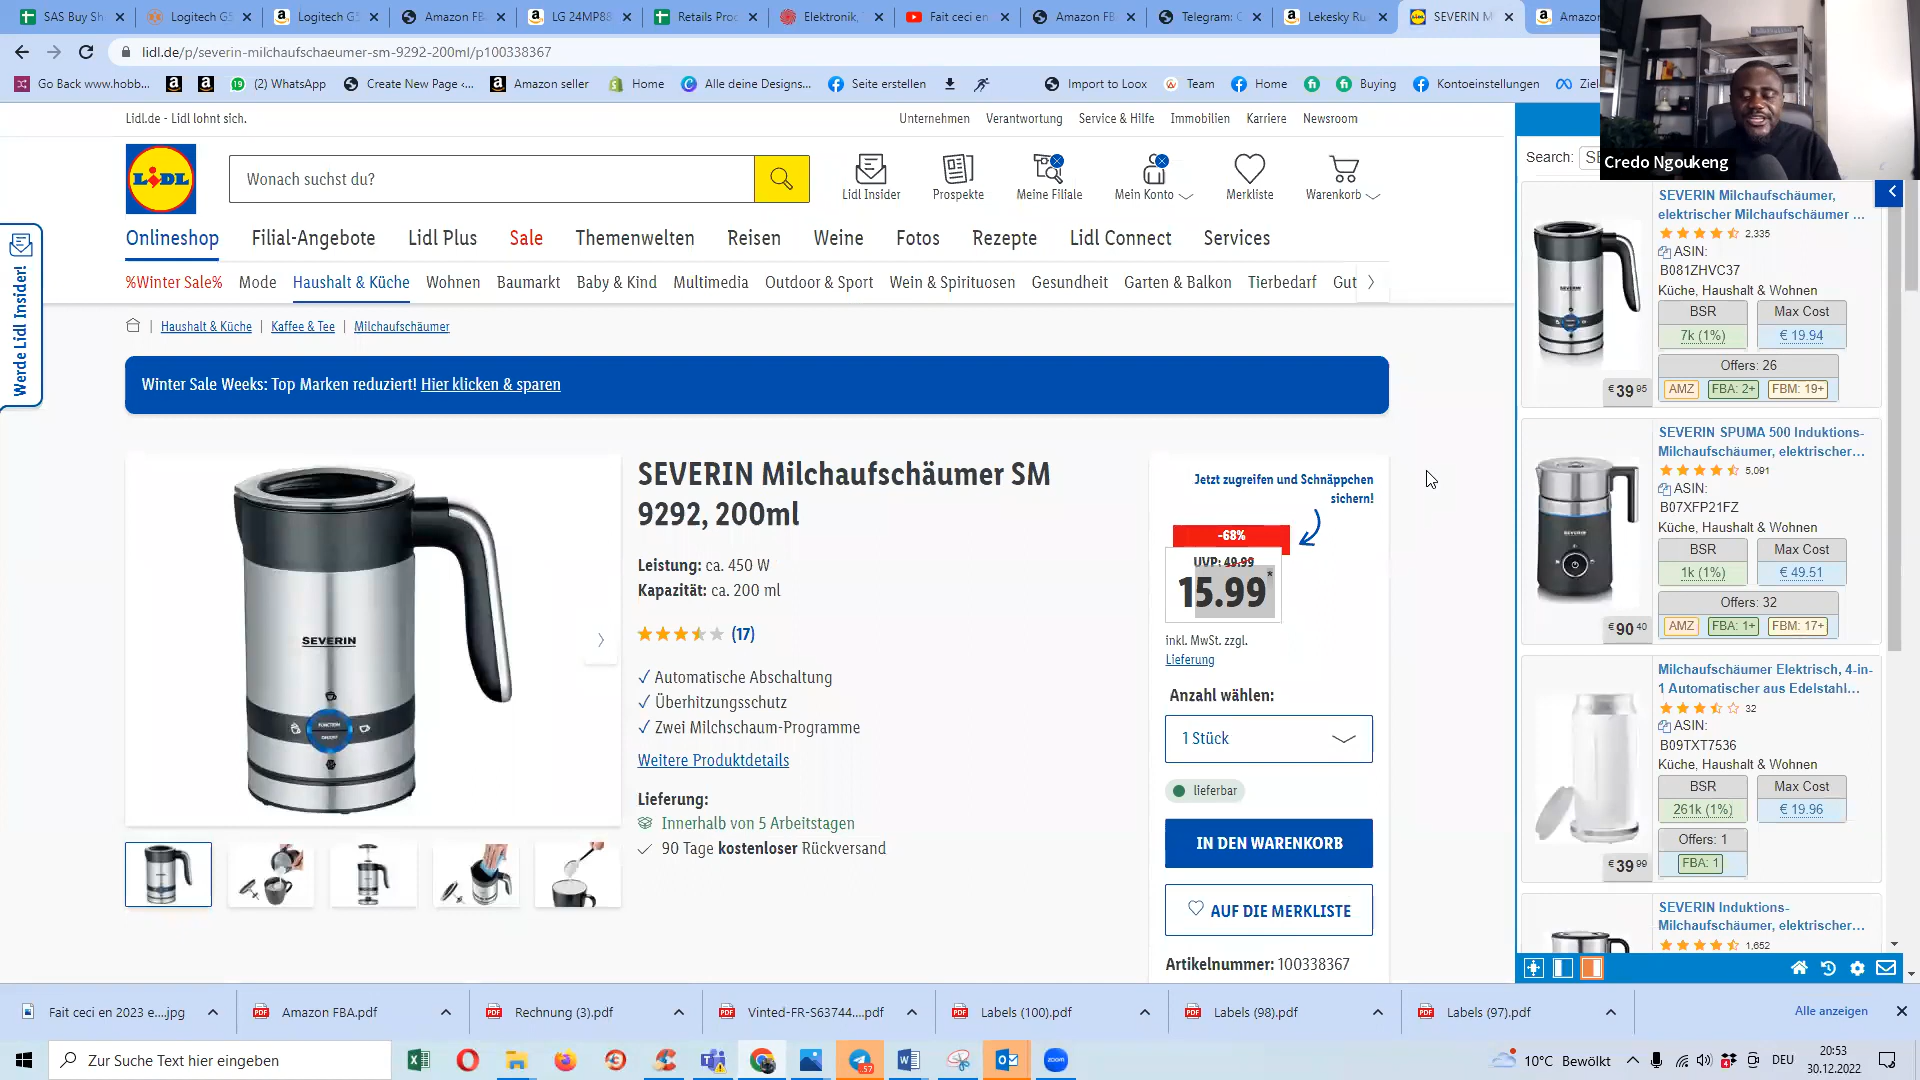 SAS Buy Sh
Logitech G5
Logitech G5
Amazon FB
LG 24MP88
Retails Proc
Elektronik,
Fait ceci en
Amazon FB
Telegram: C
Lekesky Ru
SEVERIN M
Amazo
lidl.de/p/severin-milchaufschaeumer-sm-9292-200ml/p100338367
Go Back www.hobb...
(2) WhatsApp
Create New Page ‹...
Amazon seller
Home
Alle deine Designs...
Seite erstellen
Import to Loox
Team
Home
Buying
Kontoeinstellungen
Ziel
Credo Ngoukeng
Lidl.de - Lidl lohnt sich.
Unternehmen
Verantwortung
Service & Hilfe
Immobilien
Karriere
Newsroom
LIDL
Wonach suchst du?
Lidl Insider
Prospekte
Meine Filiale
Mein Konto
Merkliste
Warenkorb
Werde Lidl Insider!
Onlineshop
Filial-Angebote
Lidl Plus
Sale
Themenwelten
Reisen
Weine
Fotos
Rezepte
Lidl Connect
Services
%Winter Sale%
Mode
Haushalt & Küche
Wohnen
Baumarkt
Baby & Kind
Multimedia
Outdoor & Sport
Wein & Spirituosen
Gesundheit
Garten & Balkon
Tierbedarf
Gut
Haushalt & Küche
Kaffee & Tee
Milchaufschäumer
Winter Sale Weeks: Top Marken reduziert! Hier klicken & sparen
SEVERIN
FUNCTION
SEVERIN Milchaufschäumer SM
9292, 200ml
Leistung: ca. 450 W
Kapazität: ca. 200 ml
(17)
Automatische Abschaltung
Überhitzungsschutz
Zwei Milchschaum-Programme
Weitere Produktdetails
Lieferung:
Innerhalb von 5 Arbeitstagen
90 Tage kostenloser Rückversand
Jetzt zugreifen und Schnäppchen
sichern!
-68%
UVP: 49.99
15.99*
inkl. MwSt. zzgl.
Lieferung
Anzahl wählen:
1 Stück
lieferbar
IN DEN WARENKORB
AUF DIE MERKLISTE
Artikelnummer: 100338367
Search: SE
SEVERIN Milchaufschäumer,
elektrischer Milchaufschäumer ...
2,335
ASIN:
B081ZHVC37
Küche, Haushalt & Wohnen
BSR
Max Cost
7k (1%)
€ 19.94
Offers: 26
AMZ
FBA: 2+
FBM: 19+
€ 39 95
SEVERIN SPUMA 500 Induktions-
Milchaufschäumer, elektrischer...
5,091
ASIN:
B07XFP21FZ
Küche, Haushalt & Wohnen
BSR
Max Cost
1k (1%)
€ 49.51
Offers: 32
AMZ
FBA: 1+
FBM: 17+
€ 90 40
Milchaufschäumer Elektrisch, 4-in-
1 Automatischer aus Edelstahl...
32
ASIN:
B09TXT7536
Küche, Haushalt & Wohnen
BSR
Max Cost
261k (1%)
€ 19.96
Offers: 1
FBA: 1
€ 39 99
SEVERIN Induktions-
Milchaufschäumer, elektrischer...
1,652
Fait ceci en 2023 e....jpg
Amazon FBA.pdf
Rechnung (3).pdf
Vinted-FR-S63744....pdf
Labels (100).pdf
Labels (98).pdf
Labels (97).pdf
Alle anzeigen
Zur Suche Text hier eingeben
57
10°C Bewölkt
DEU
20:53
30.12.2022